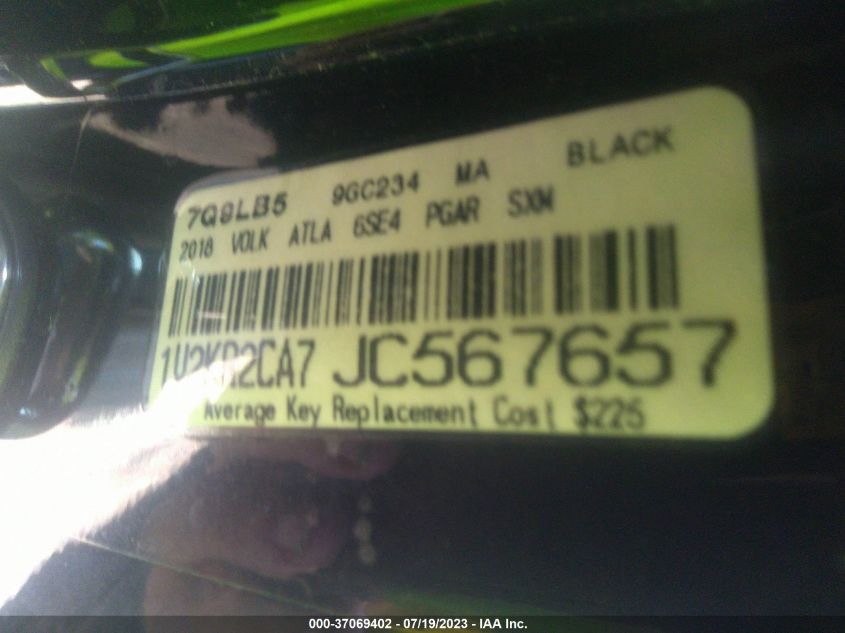 7Q9LB5 9GC234 MA BLACK
2018 VOLK ATLA 6SE4 PGAR SXM
1V2KR2CA7 JC567657
Average Key Replacement Cost $225
000-37069402 - 07/19/2023 - IAA Inc.